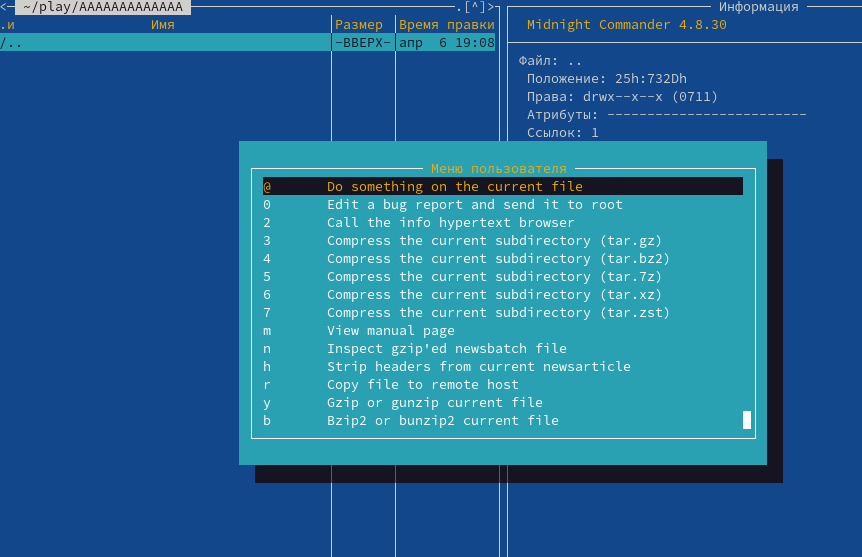 <─ ~/play/AAAAAAAAAAAAA ─.[^]>
Информация
.и Имя Размер Время правки
Midnight Commander 4.8.30
/.. -ВВЕРХ- апр 6 19:08
Файл: ..
Положение: 25h:732Dh
Права: drwx--x--x (0711)
Атрибуты: -------------------------
Ссылок: 1
Меню пользователя
@ Do something on the current file
0 Edit a bug report and send it to root
2 Call the info hypertext browser
3 Compress the current subdirectory (tar.gz)
4 Compress the current subdirectory (tar.bz2)
5 Compress the current subdirectory (tar.7z)
6 Compress the current subdirectory (tar.xz)
7 Compress the current subdirectory (tar.zst)
m View manual page
n Inspect gzip'ed newsbatch file
h Strip headers from current newsarticle
r Copy file to remote host
y Gzip or gunzip current file
b Bzip2 or bunzip2 current file